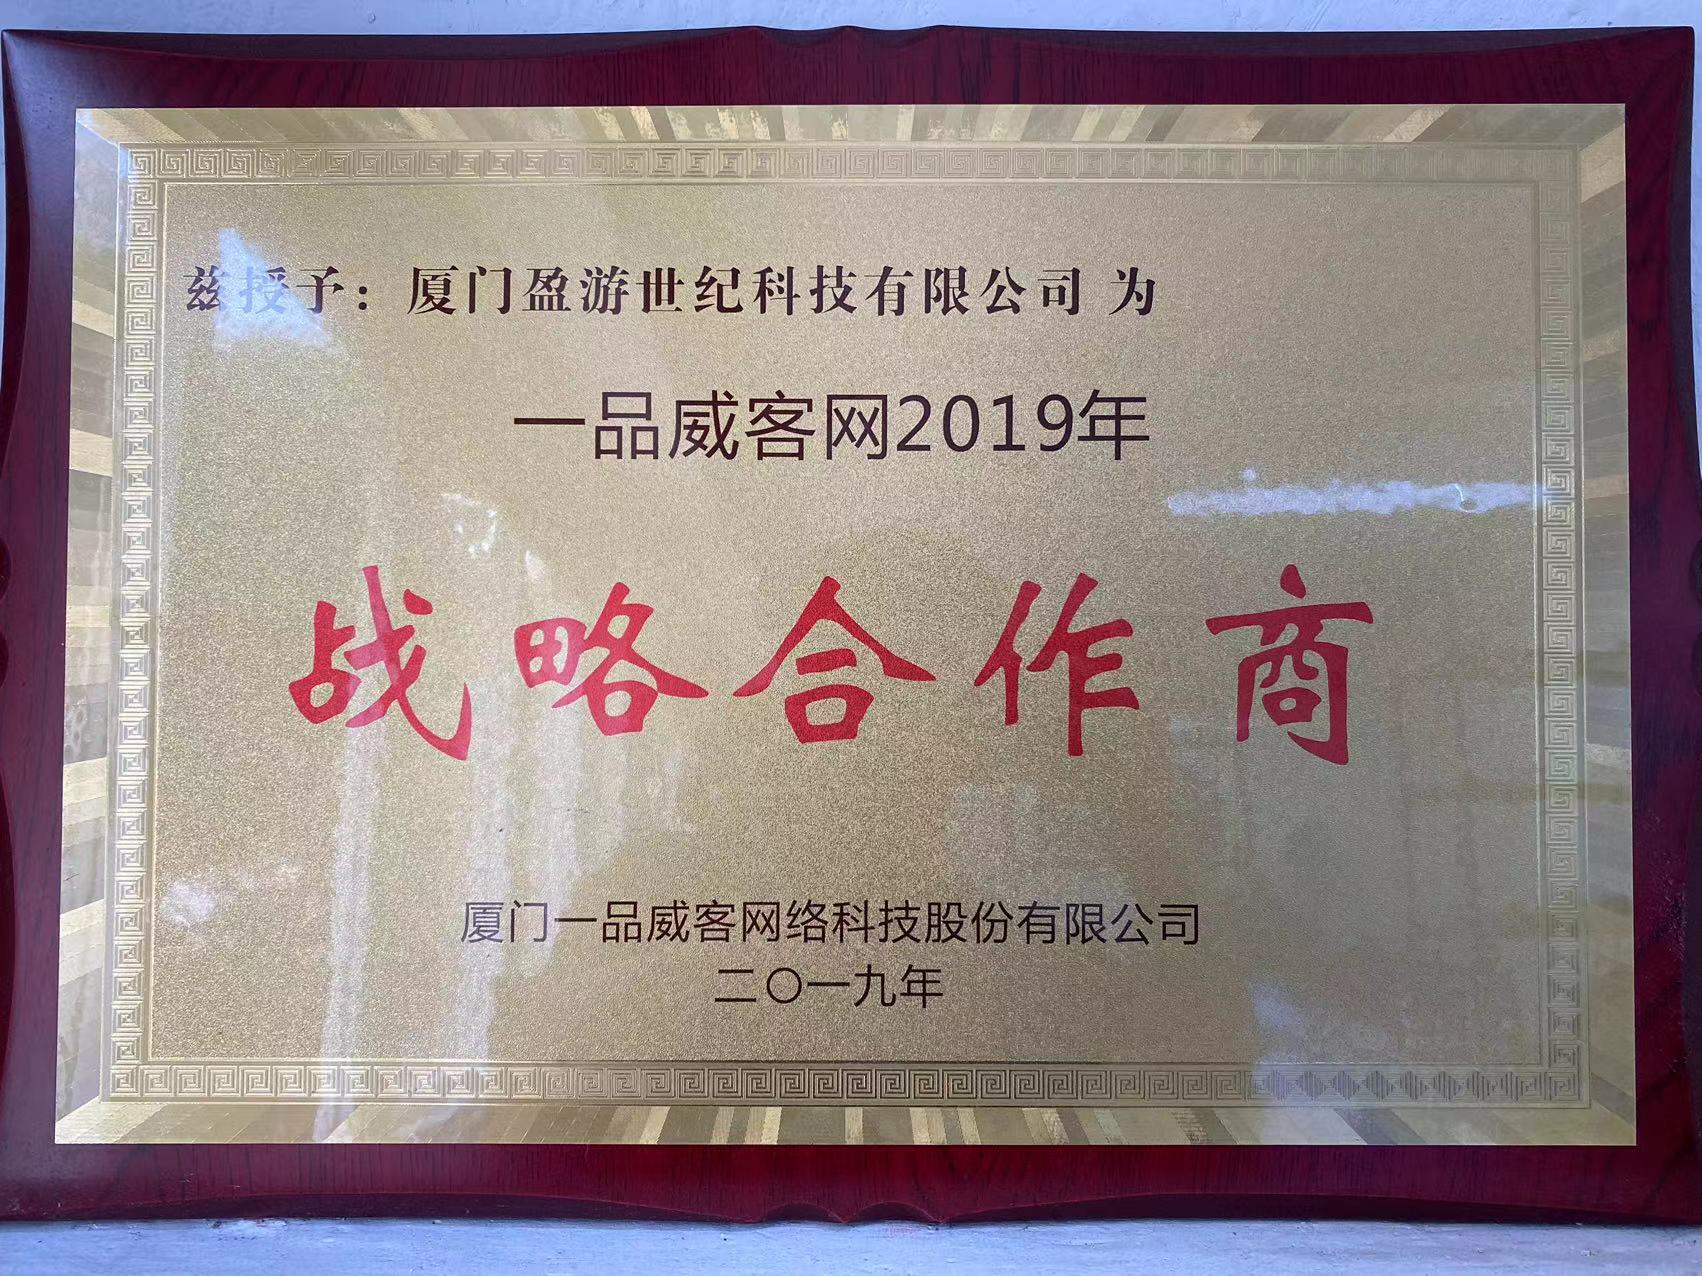 兹授予：厦门盈游世纪科技有限公司 为
一品威客网2019年
战略合作商
厦门一品威客网络科技股份有限公司
二〇一九年